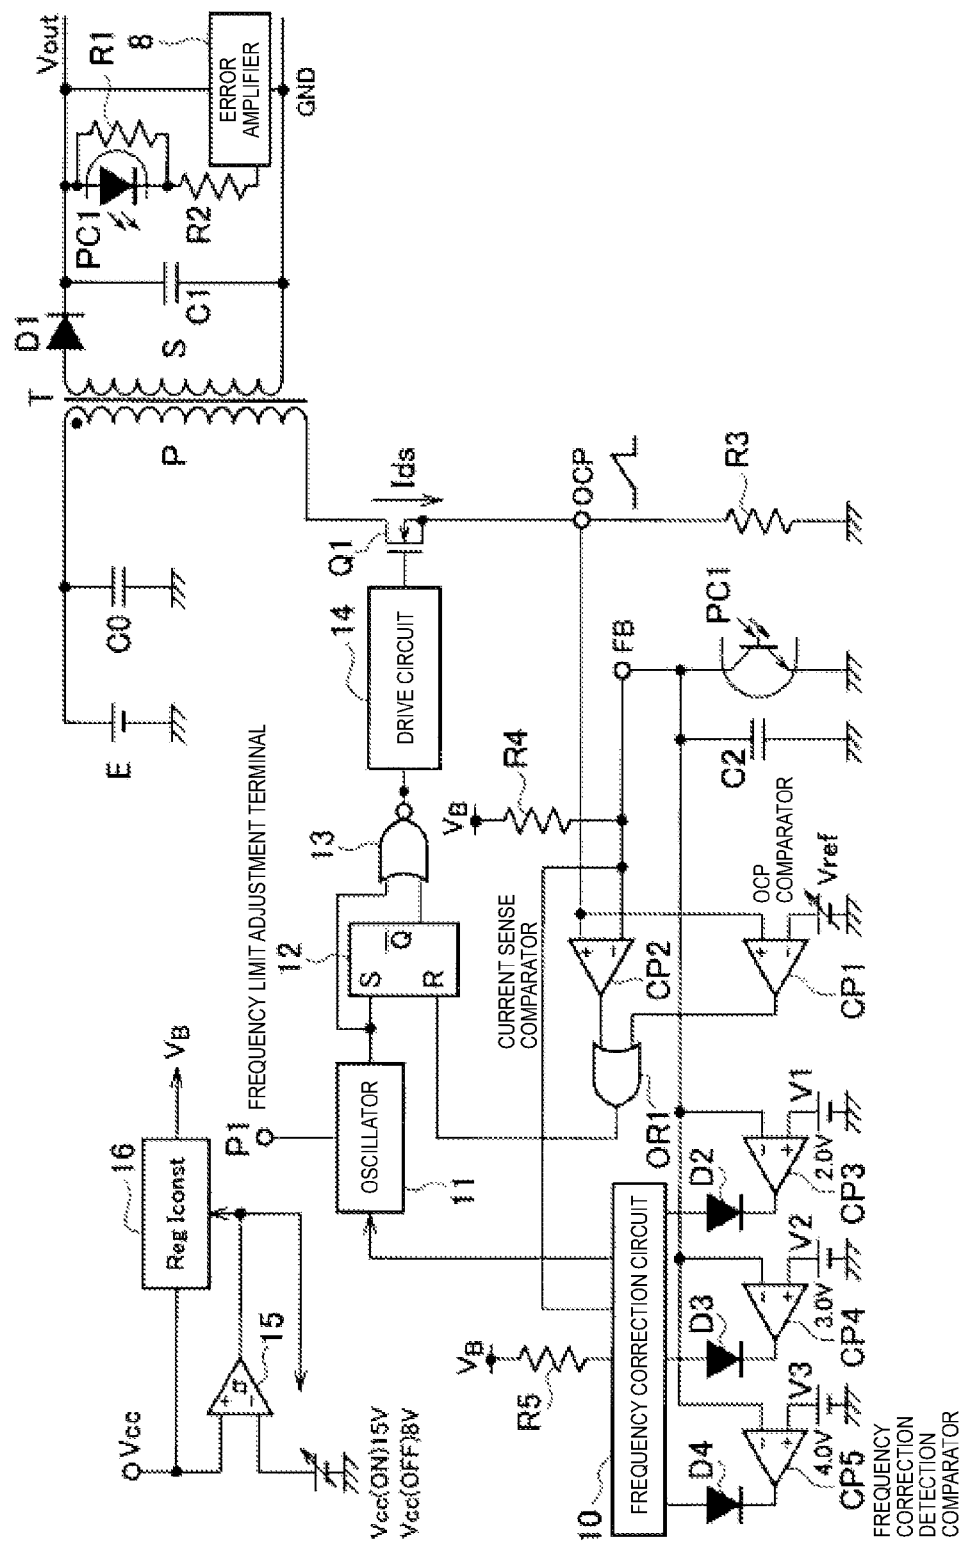 Vout
R1
8
ERROR
AMPLIFIER
GND
PC1
R2
D1
S
C1
T
P
Ids
OCP
R3
Q1
C0
E
14
DRIVE CIRCUIT
FB
PC1
C2
R4
VB
13
FREQUENCY LIMIT ADJUSTMENT TERMINAL
12
S
Q
R
CURRENT SENSE
COMPARATOR
+
−
CP2
OCP
COMPARATOR
Vref
+
−
CP1
OR1
VB
16
Reg Iconst
P1
OSCILLATOR
11
15
+
−
Vcc
Vcc(ON)15V
Vcc(OFF)8V
VB
R5
10
FREQUENCY CORRECTION CIRCUIT
D2
D3
D4
−
+
V1
2.0V
CP3
−
+
V2
3.0V
CP4
−
+
V3
4.0V
CP5
FREQUENCY
CORRECTION
DETECTION
COMPARATOR